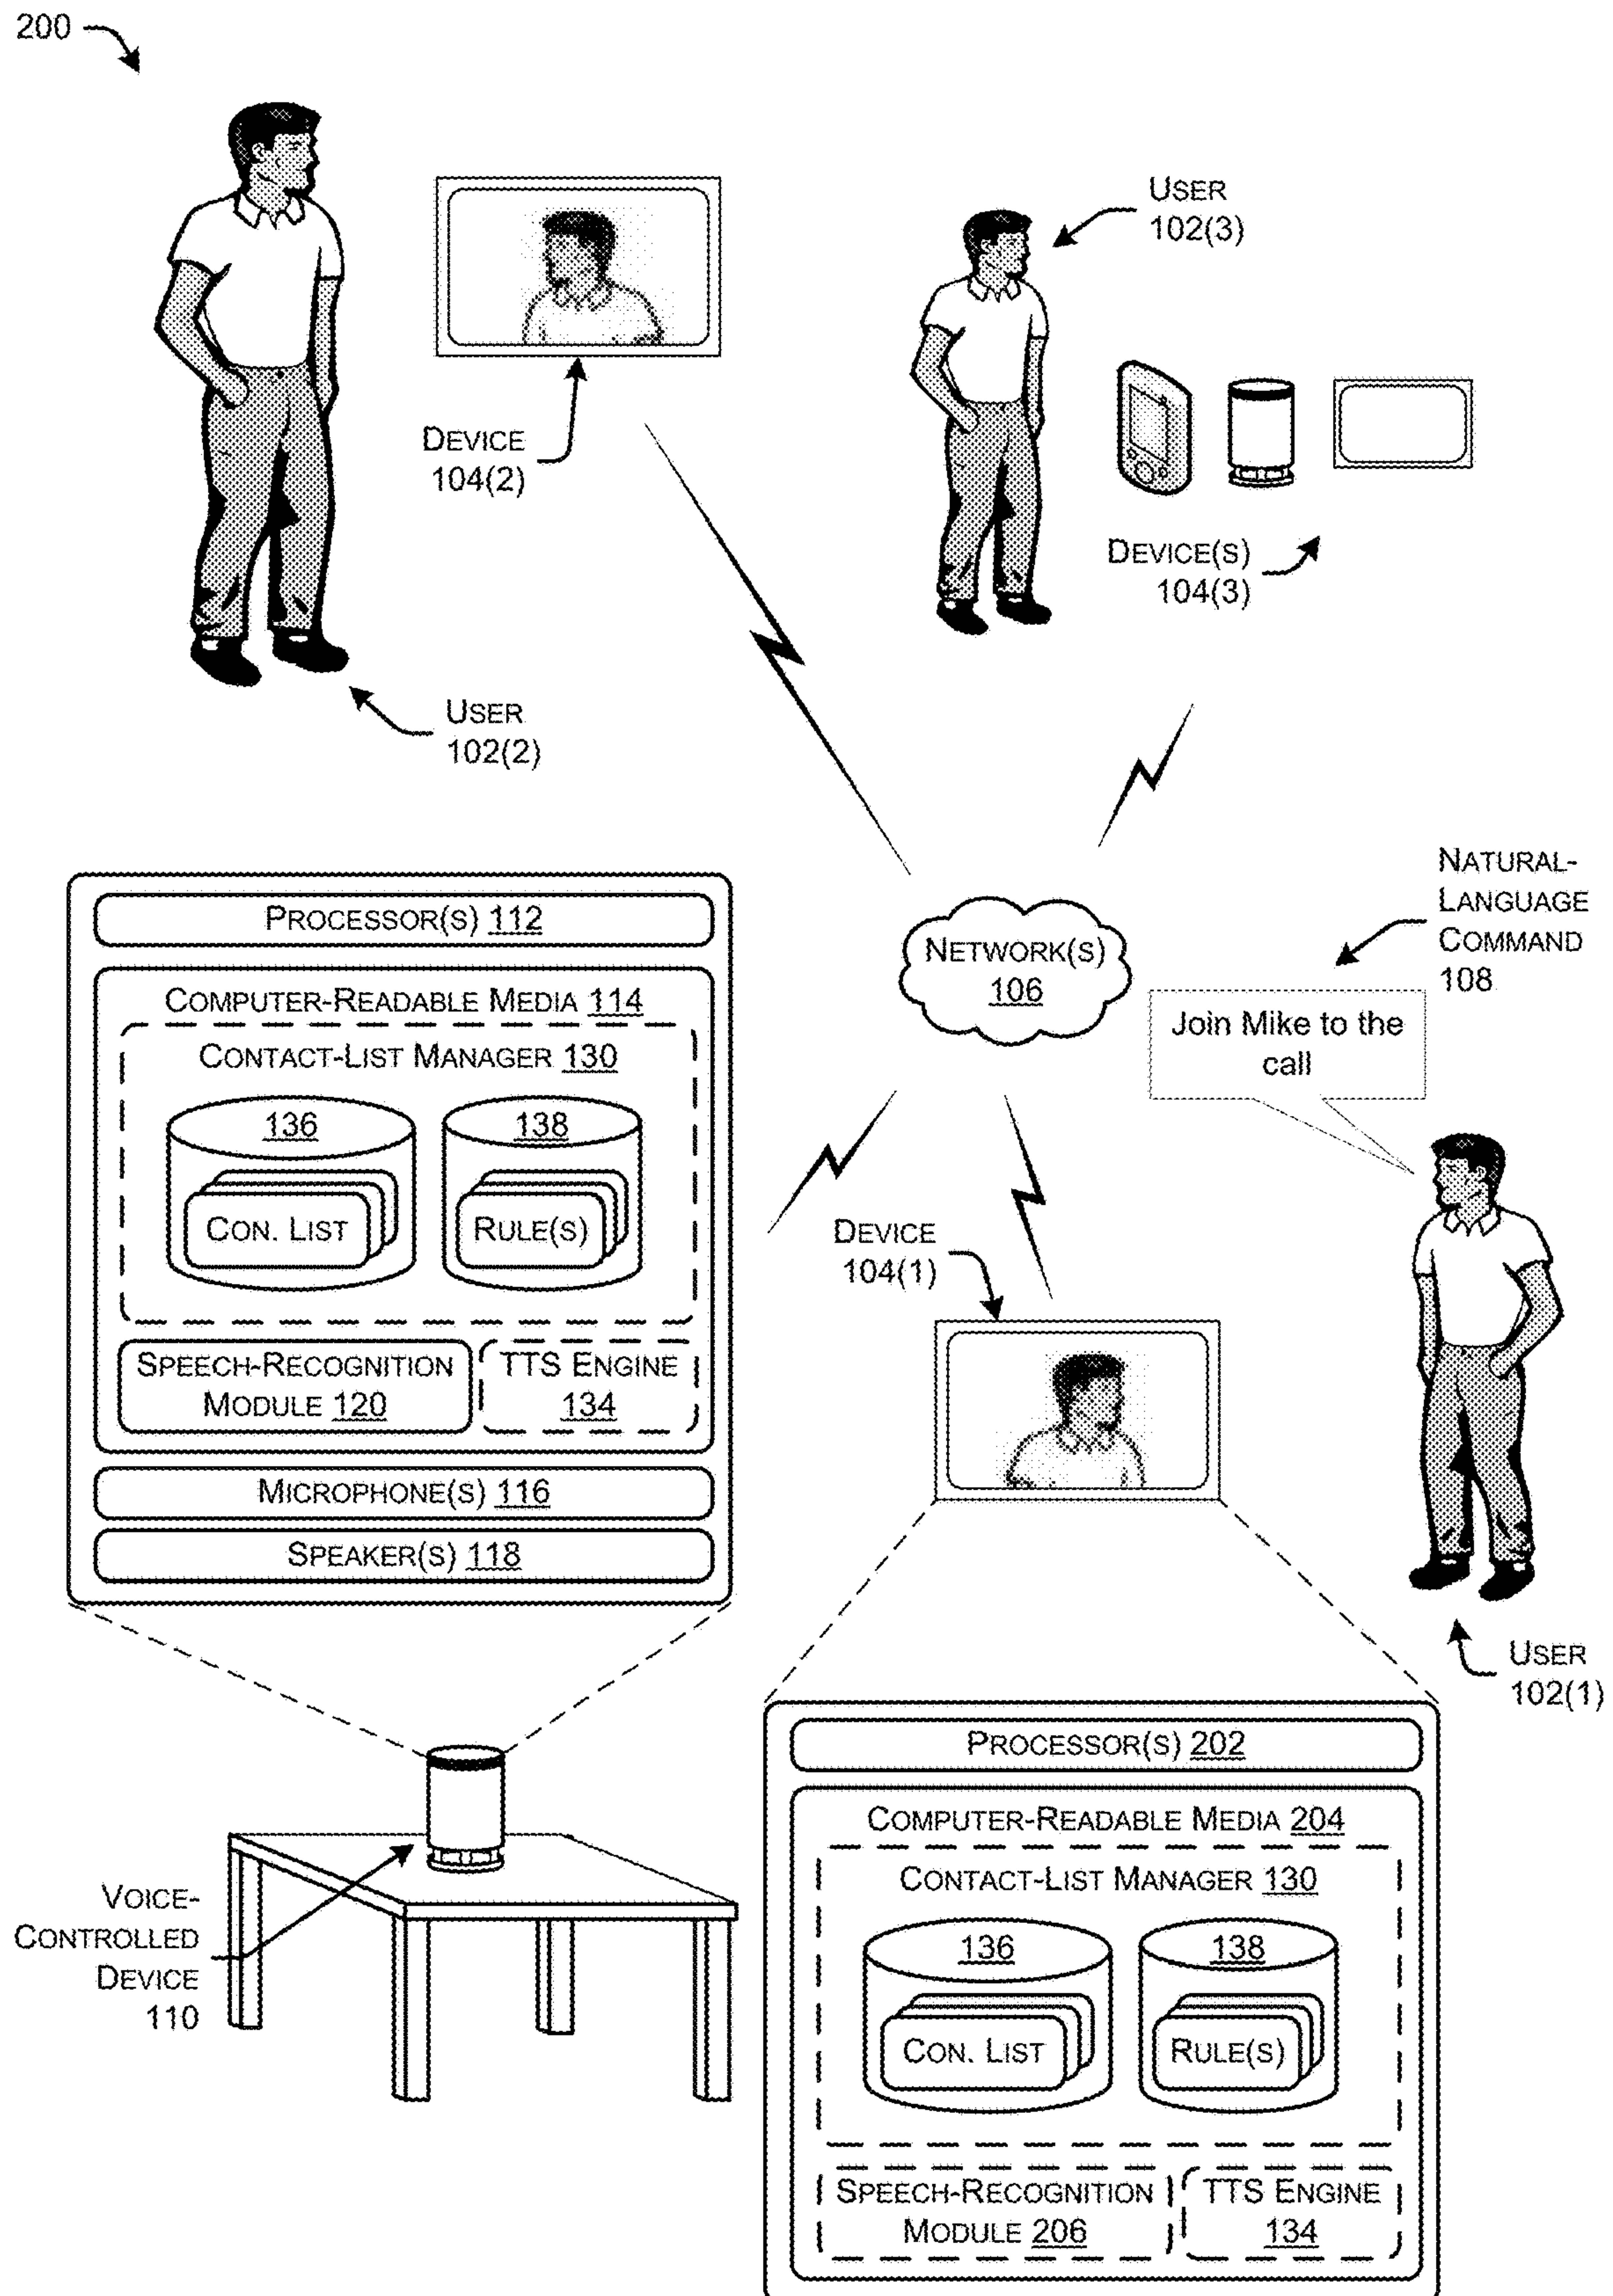 200
USER
102(3)
DEVICE
104(2)
DEVICE(S)
104(3)
USER
102(2)
NATURAL-
LANGUAGE
COMMAND
108
PROCESSOR(S) 112
NETWORK(S)
106
COMPUTER-READABLE MEDIA 114
Join Mike to the
call
CONTACT-LIST MANAGER 130
136
138
CON. LIST
RULE(S)
DEVICE
104(1)
SPEECH-RECOGNITION
MODULE 120
TTS ENGINE
134
MICROPHONE(S) 116
SPEAKER(S) 118
USER
102(1)
PROCESSOR(S) 202
COMPUTER-READABLE MEDIA 204
CONTACT-LIST MANAGER 130
136
138
CON. LIST
RULE(S)
VOICE-
CONTROLLED
DEVICE
110
SPEECH-RECOGNITION
MODULE 206
TTS ENGINE
134